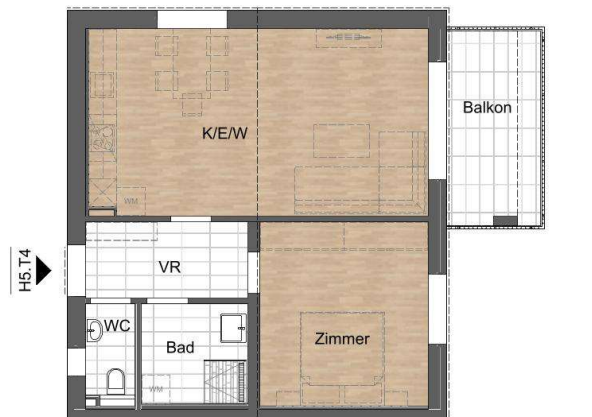 Balkon
K/E/W
WM
VR
H5.T4
WC
Bad
Zimmer
WM